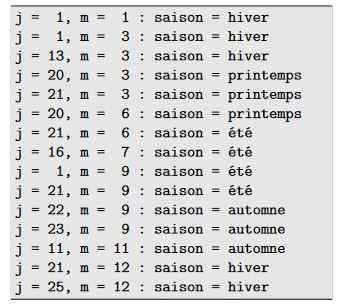 j =  1, m =  1 : saison = hiver
j =  1, m =  3 : saison = hiver
j = 13, m =  3 : saison = hiver
j = 20, m =  3 : saison = printemps
j = 21, m =  3 : saison = printemps
j = 20, m =  6 : saison = printemps
j = 21, m =  6 : saison = été
j = 16, m =  7 : saison = été
j =  1, m =  9 : saison = été
j = 21, m =  9 : saison = été
j = 22, m =  9 : saison = automne
j = 23, m =  9 : saison = automne
j = 11, m = 11 : saison = automne
j = 21, m = 12 : saison = hiver
j = 25, m = 12 : saison = hiver